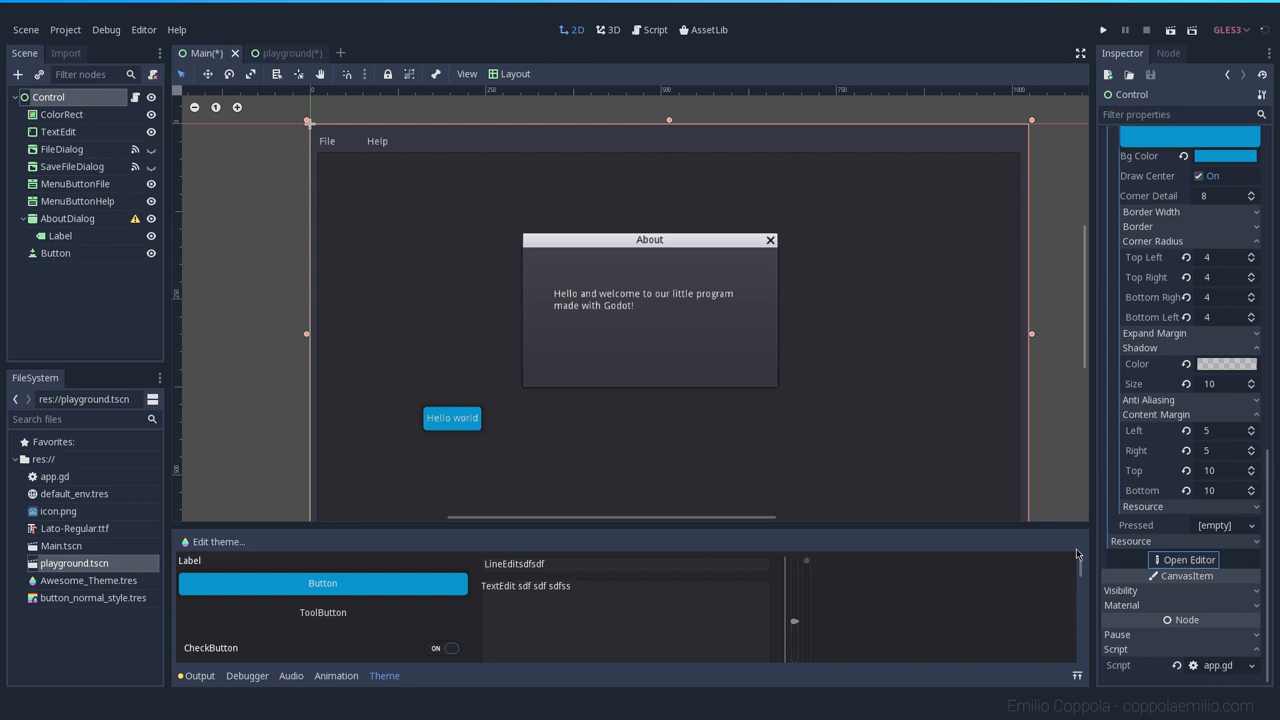 Scene Project Debug Editor Help
2D 3D Script AssetLib
GLES3
Scene Import
Main(*) playground(*)
Inspector Node
Filter nodes
View Layout
Control
Filter properties
0 250 500 750 1000
0
250
500
Control
ColorRect
TextEdit
FileDialog
SaveFileDialog
MenuButtonFile
MenuButtonHelp
AboutDialog
Label
Button
File Help
About
Hello and welcome to our little program
made with Godot!
Hello world
FileSystem
res://playground.tscn
Search files
Favorites:
res://
app.gd
default_env.tres
icon.png
Lato-Regular.ttf
Main.tscn
playground.tscn
Awesome_Theme.tres
button_normal_style.tres
Edit theme...
Label
Button
ToolButton
CheckButton
ON
LineEditsdfsdf
TextEdit sdf sdf sdfss
Output Debugger Audio Animation Theme
Bg Color
Draw Center On
Corner Detail 8
Border Width
Border
Corner Radius
Top Left 4
Top Right 4
Bottom Righ 4
Bottom Left 4
Expand Margin
Shadow
Color
Size 10
Anti Aliasing
Content Margin
Left 5
Right 5
Top 10
Bottom 10
Resource
Pressed [empty]
Resource
Open Editor
CanvasItem
Visibility
Material
Node
Pause
Script
Script app.gd
Emilio Coppola - coppolaemilio.com